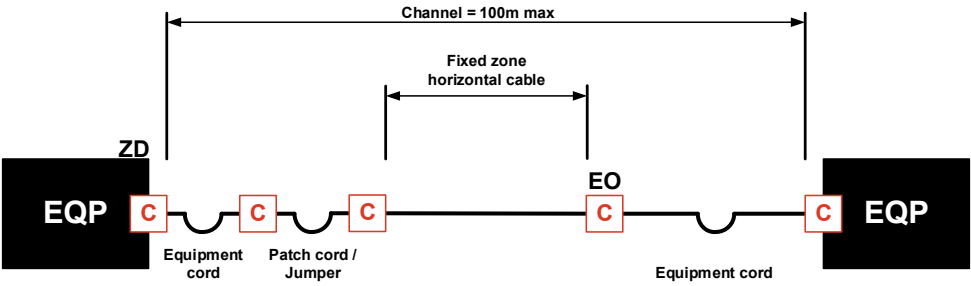 Channel = 100m max
Fixed zone
horizontal cable
ZD
EO
EQP C C C C C EQP
Equipment
cord
Patch cord /
Jumper
Equipment cord